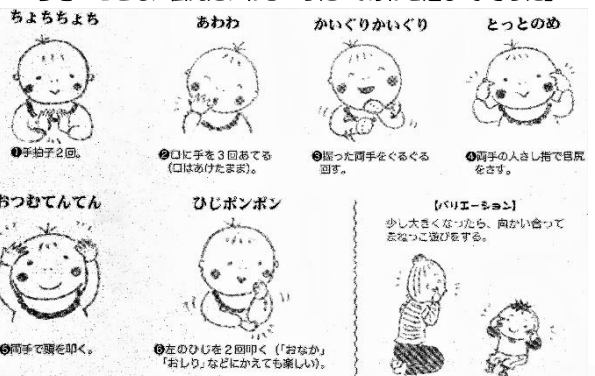 ちょちちょち
あわわ
かいぐりかいぐり
とっとのめ
❶手拍子2回。
❷口に手を3回あてる
(口はあけたまま)。
❸握った両手をぐるぐる
回す。
❹両手の人さし指で目尻
をさす。
おつむてんてん
ひじポンポン
❺両手で頭を叩く。
❻左のひじを2回叩く(「おなか」
「おしり」などにかえても楽しい)。
【バリエーション】
少し大きくなったら、向かい合って
まねっこ遊びをする。